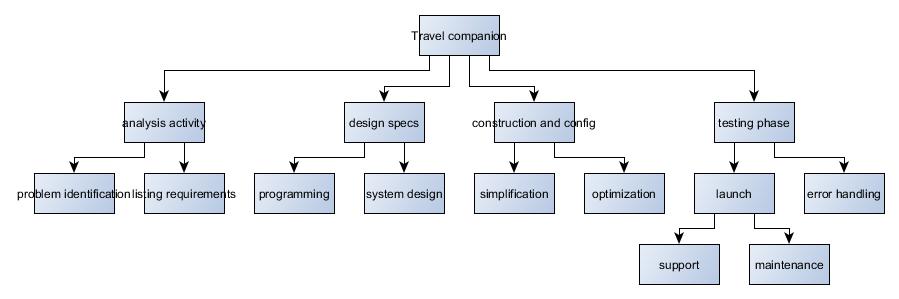 Travel companion
analysis activity
design specs
construction and config
testing phase
problem identification
listing requirements
programming
system design
simplification
optimization
launch
error handling
support
maintenance